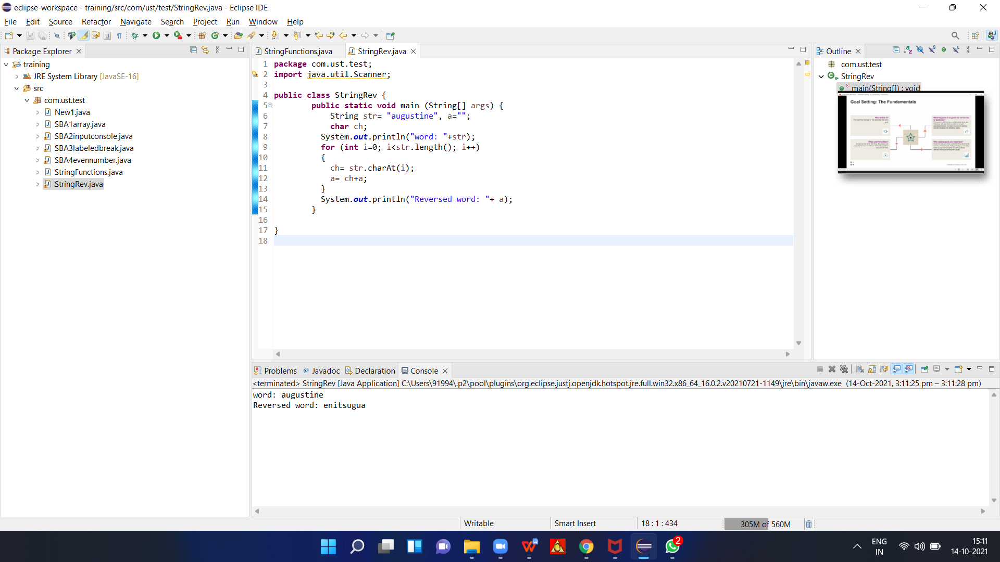 eclipse-workspace - training/src/com/ust/test/StringRev.java - Eclipse IDE
File Edit Source Refactor Navigate Search Project Run Window Help
Package Explorer
training
JRE System Library [JavaSE-16]
src
com.ust.test
New1.java
SBA1array.java
SBA2inputconsole.java
SBA3labeledbreak.java
SBA4evennumber.java
StringFunctions.java
StringRev.java
StringFunctions.java StringRev.java
1 package com.ust.test;
2 import java.util.Scanner;
3
4 public class StringRev {
5 public static void main (String[] args) {
6 String str= "augustine", a="";
7 char ch;
8 System.out.println("word: "+str);
9 for (int i=0; i<str.length(); i++)
10 {
11 ch= str.charAt(i);
12 a= ch+a;
13 }
14 System.out.println("Reversed word: "+ a);
15 }
16
17 }
18
Outline
com.ust.test
StringRev
main(String[]) : void
Goal Setting: The Fundamentals
Problems @ Javadoc Declaration Console
<terminated> StringRev [Java Application] C:\Users\91994\.p2\pool\plugins\org.eclipse.justj.openjdk.hotspot.jre.full.win32.x86_64_16.0.2.v20210721-1149\jre\bin\javaw.exe (14-Oct-2021, 3:11:25 pm – 3:11:28 pm)
word: augustine
Reversed word: enitsugua
Writable Smart Insert 18 : 1 : 434 305M of 560M
2
ENG
IN
15:11
14-10-2021